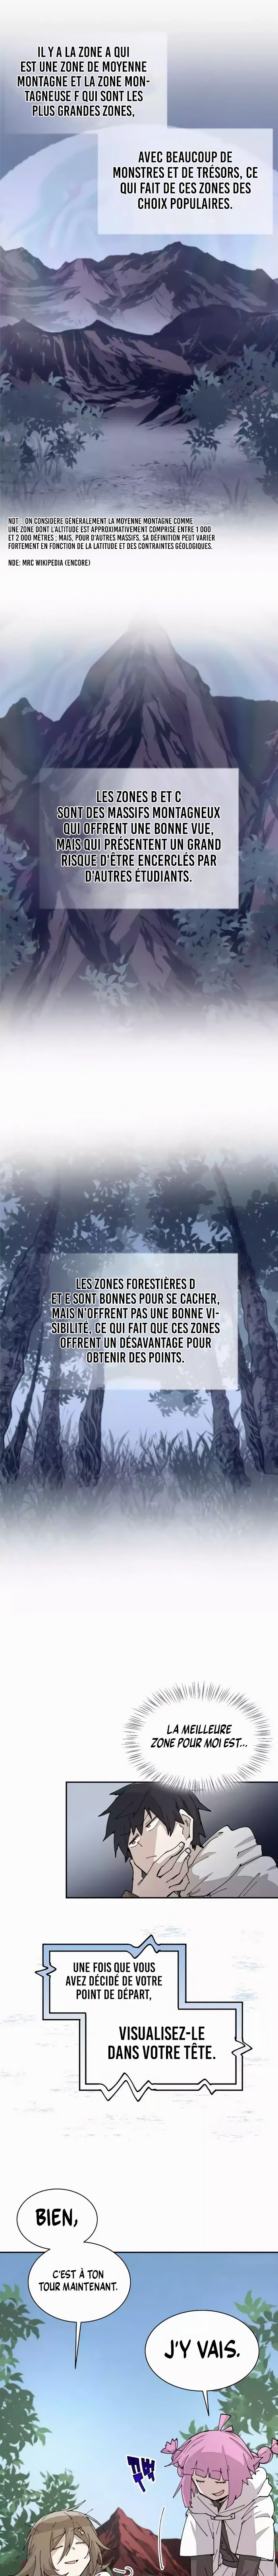 IL Y A LA ZONE A QUI
EST UNE ZONE DE MOYENNE
MONTAGNE ET LA ZONE MON-
TAGNEUSE F QUI SONT LES
PLUS GRANDES ZONES,
AVEC BEAUCOUP DE
MONSTRES ET DE TRÉSORS, CE
QUI FAIT DE CES ZONES DES
CHOIX POPULAIRES.
NDT : ON CONSIDÈRE GÉNÉRALEMENT LA MOYENNE MONTAGNE COMME
UNE ZONE DONT L'ALTITUDE EST APPROXIMATIVEMENT COMPRISE ENTRE 1 000
ET 2 000 MÈTRES ; MAIS, POUR D'AUTRES MASSIFS, SA DÉFINITION PEUT VARIER
FORTEMENT EN FONCTION DE LA LATITUDE ET DES CONTRAINTES GÉOLOGIQUES.
NDE: MRC WIKIPEDIA (ENCORE)
LES ZONES B ET C
SONT DES MASSIFS MONTAGNEUX
QUI OFFRENT UNE BONNE VUE,
MAIS QUI PRÉSENTENT UN GRAND
RISQUE D'ÊTRE ENCERCLÉS PAR
D'AUTRES ÉTUDIANTS.
LES ZONES FORESTIÈRES D
ET E SONT BONNES POUR SE CACHER,
MAIS N'OFFRENT PAS UNE BONNE VI-
SIBILITÉ, CE QUI FAIT QUE CES ZONES
OFFRENT UN DÉSAVANTAGE POUR
OBTENIR DES POINTS.
LA MEILLEURE
ZONE POUR MOI EST...
UNE FOIS QUE VOUS
AVEZ DÉCIDÉ DE VOTRE
POINT DE DÉPART,
VISUALISEZ-LE
DANS VOTRE TÊTE.
BIEN,
C'EST À TON
TOUR MAINTENANT.
J'Y VAIS.